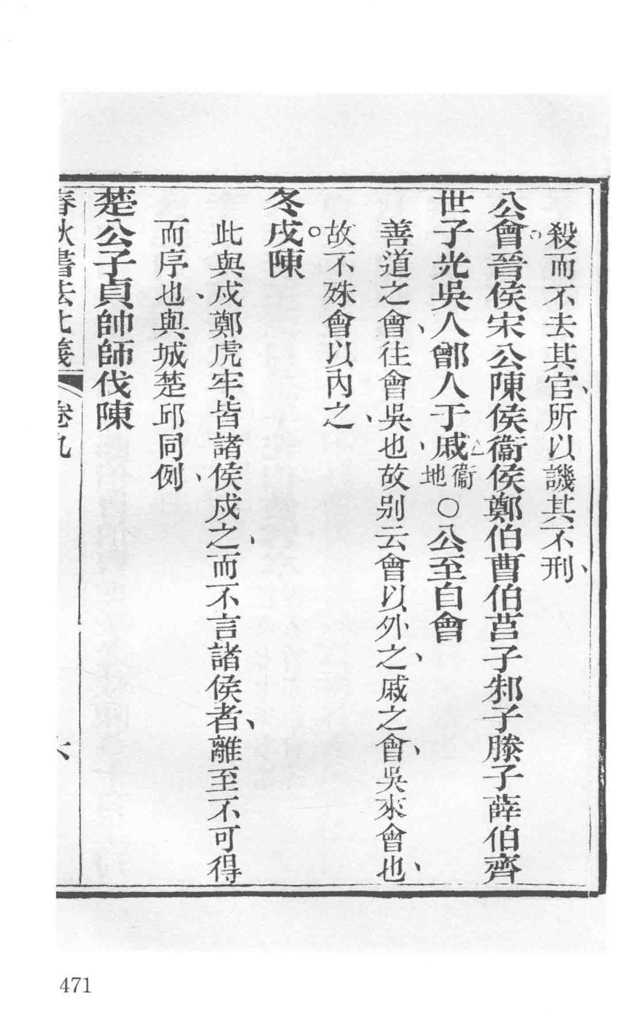 殺而不去其官、所以譏其不刑、
公會晉侯宋公陳侯衞侯鄭伯曹伯莒子邾子滕子薛伯齊
世子光吳人鄫人于戚衞地○公至自會
善道之會、往會吳也、故别云會以外之、戚之會、吳來會也、
故不殊會以內之、
冬戍陳
此與戍鄭虎牢、皆諸侯戍之、而不言諸侯者、離至不可得
而序也、與城楚邱同例、
楚公子貞帥師伐陳
春秋書法比義 卷九 六
471